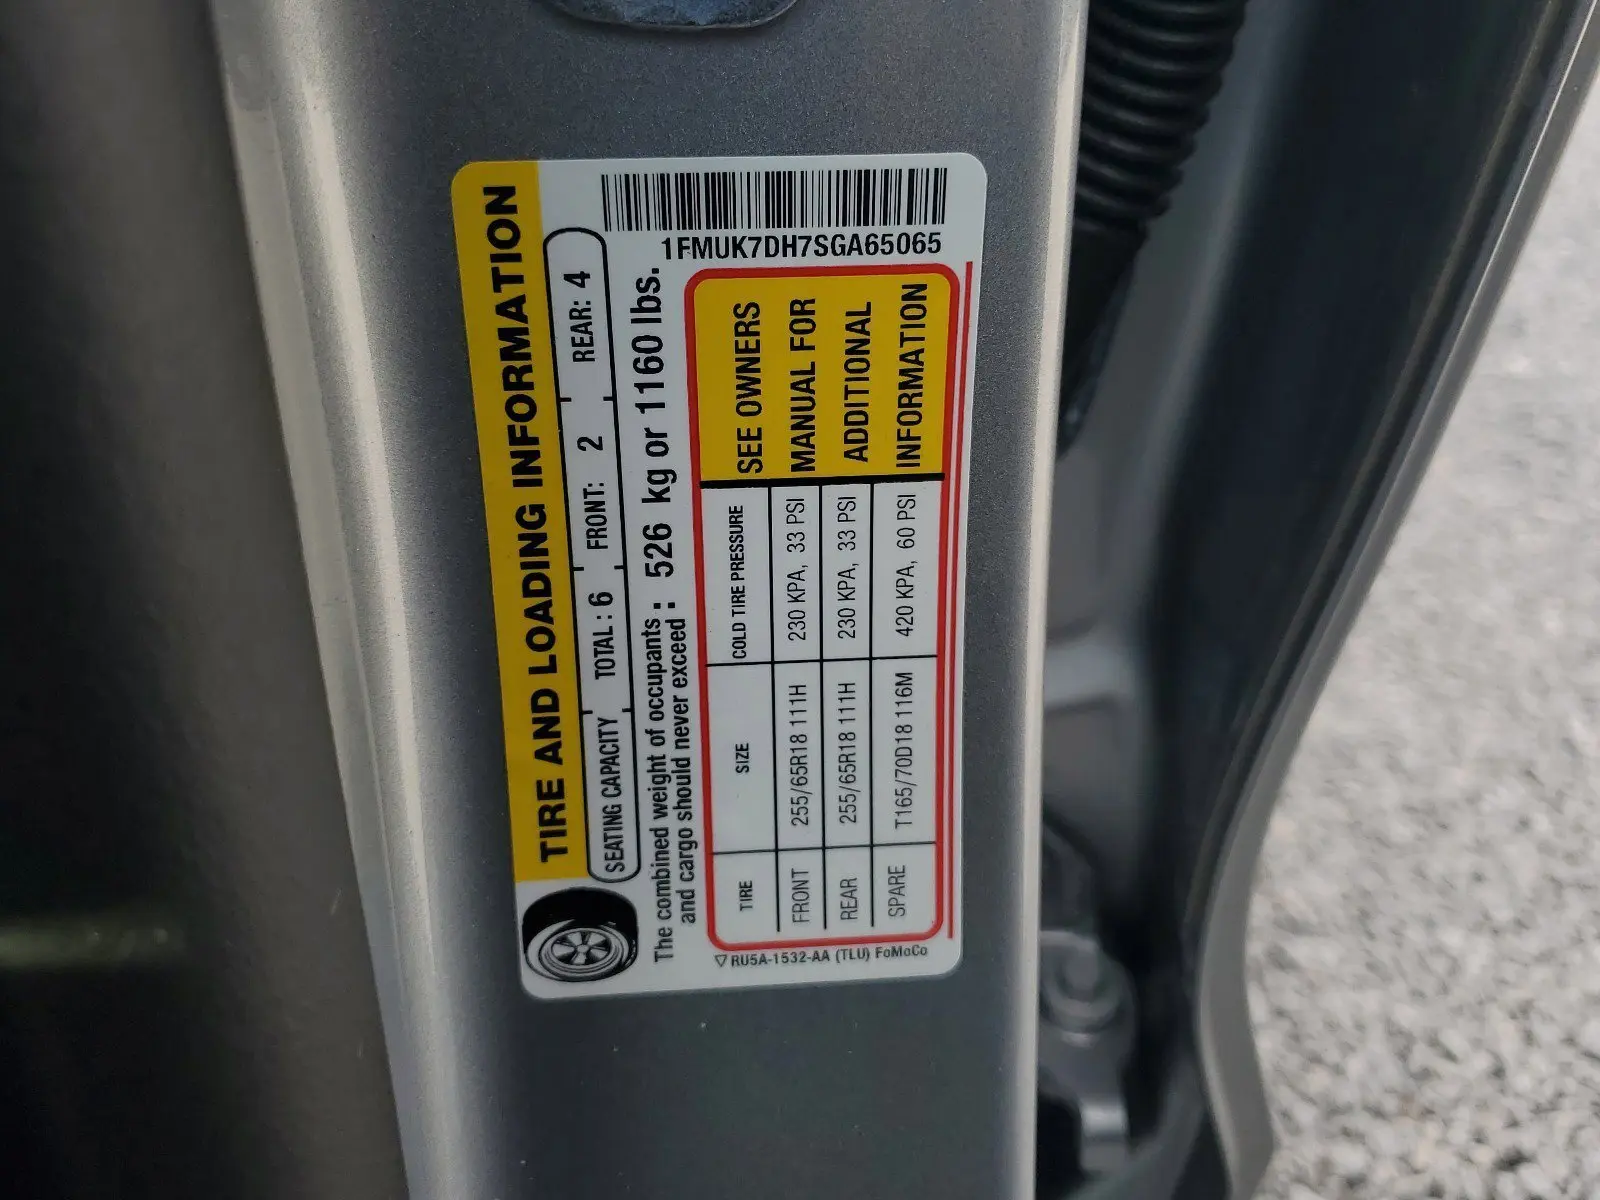 TIRE AND LOADING INFORMATION
SEATING CAPACITY TOTAL : 6 FRONT: 2 REAR: 4
The combined weight of occupants and cargo should never exceed : 526 kg or 1160 lbs.
1FMUK7DH7SGA65065
TIRE SIZE COLD TIRE PRESSURE SEE OWNERS
FRONT 255/65R18 111H 230 KPA, 33 PSI MANUAL FOR
REAR 255/65R18 111H 230 KPA, 33 PSI ADDITIONAL
SPARE T165/70D18 116M 420 KPA, 60 PSI INFORMATION
▽ RU5A-1532-AA (TLU) FoMoCo